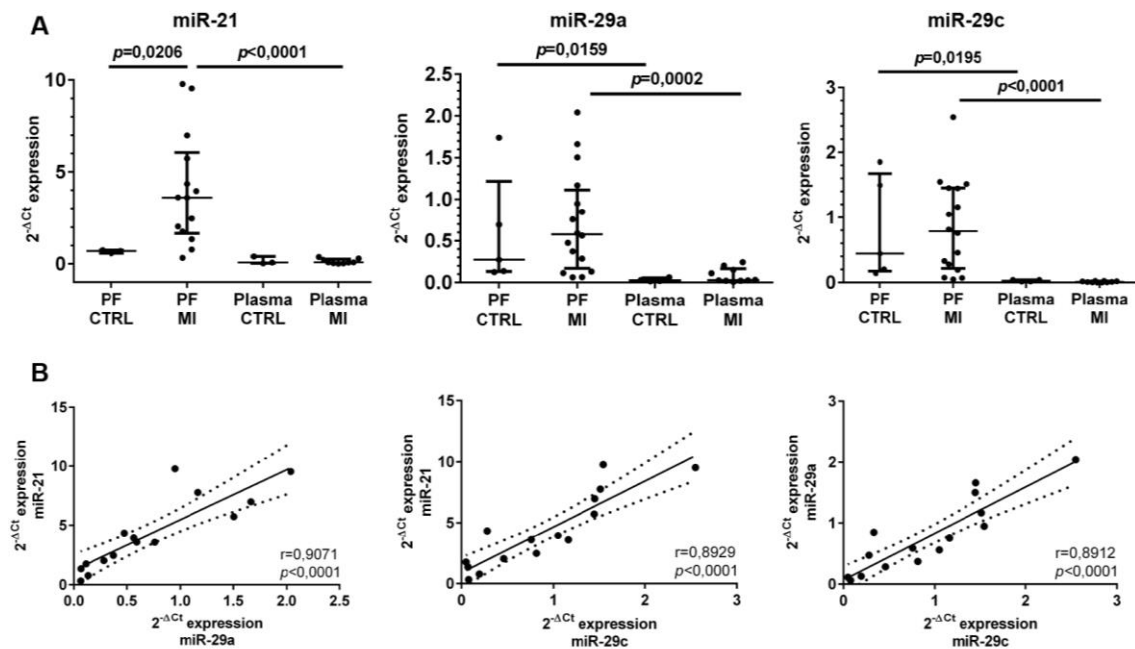 A
miR-21
p=0,0206
p<0,0001
2-ΔCt expression
10
5
0
PF CTRL
PF MI
Plasma CTRL
Plasma MI
miR-29a
p=0,0159
p=0,0002
2-ΔCt expression
2.5
2.0
1.5
1.0
0.5
0.0
PF CTRL
PF MI
Plasma CTRL
Plasma MI
miR-29c
p=0,0195
p<0,0001
2-ΔCt expression
3
2
1
0
PF CTRL
PF MI
Plasma CTRL
Plasma MI
B
2-ΔCt expression
miR-21
15
10
5
0
0.0 0.5 1.0 1.5 2.0 2.5
r=0,9071
p<0,0001
2-ΔCt expression
miR-29a
2-ΔCt expression
miR-21
15
10
5
0
0 1 2 3
r=0,8929
p<0,0001
2-ΔCt expression
miR-29c
2-ΔCt expression
miR-29a
3
2
1
0
0 1 2 3
r=0,8912
p<0,0001
2-ΔCt expression
miR-29c